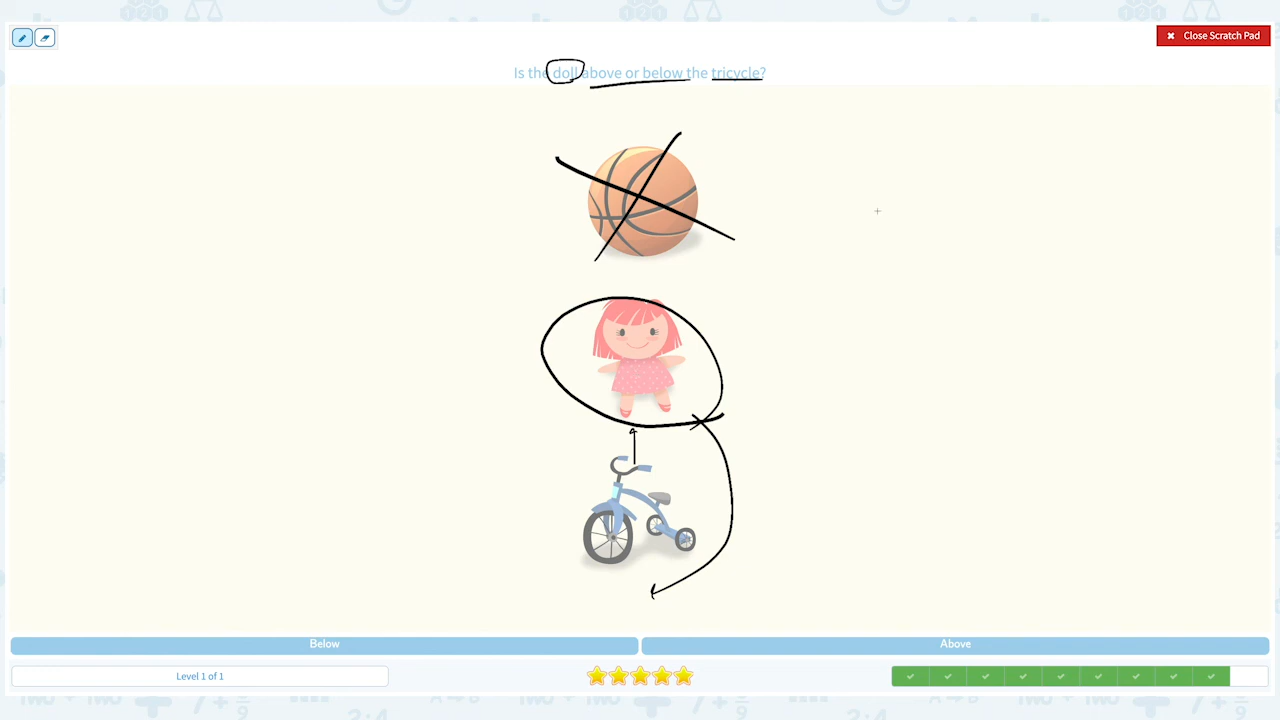 Close Scratch Pad
Is the doll above or below the tricycle?
Below
Above
Level 1 of 1